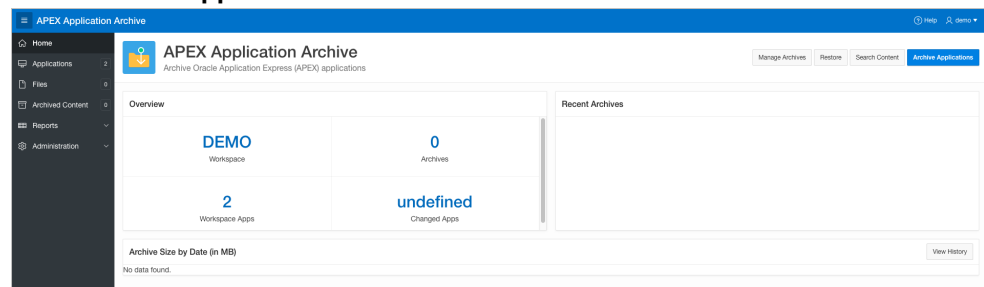 APEX Application Archive
Help demo
Home
Applications 2
Files 0
Archived Content 0
Reports
Administration
APEX Application Archive
Archive Oracle Application Express (APEX) applications
Manage Archives Restore Search Content Archive Applications
Overview
DEMO
Workspace
0
Archives
2
Workspace Apps
undefined
Changed Apps
Recent Archives
Archive Size by Date (in MB)
View History
No data found.